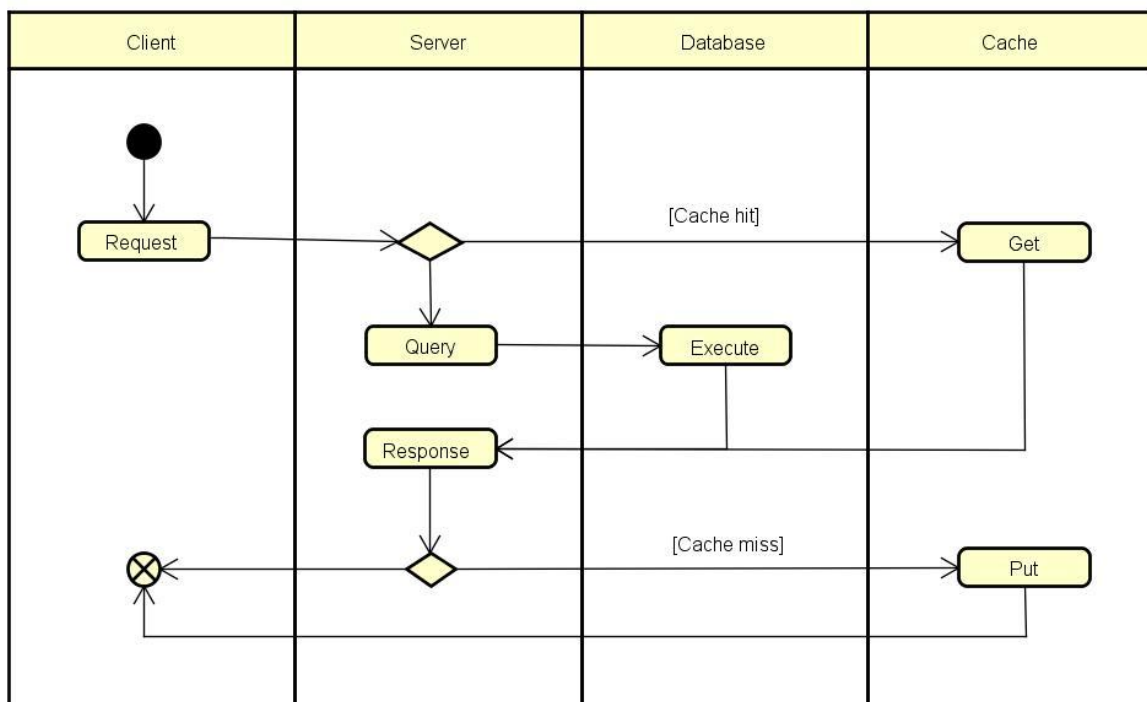 Client
Server
Database
Cache
[Cache hit]
Request
Get
Query
Execute
Response
[Cache miss]
Put